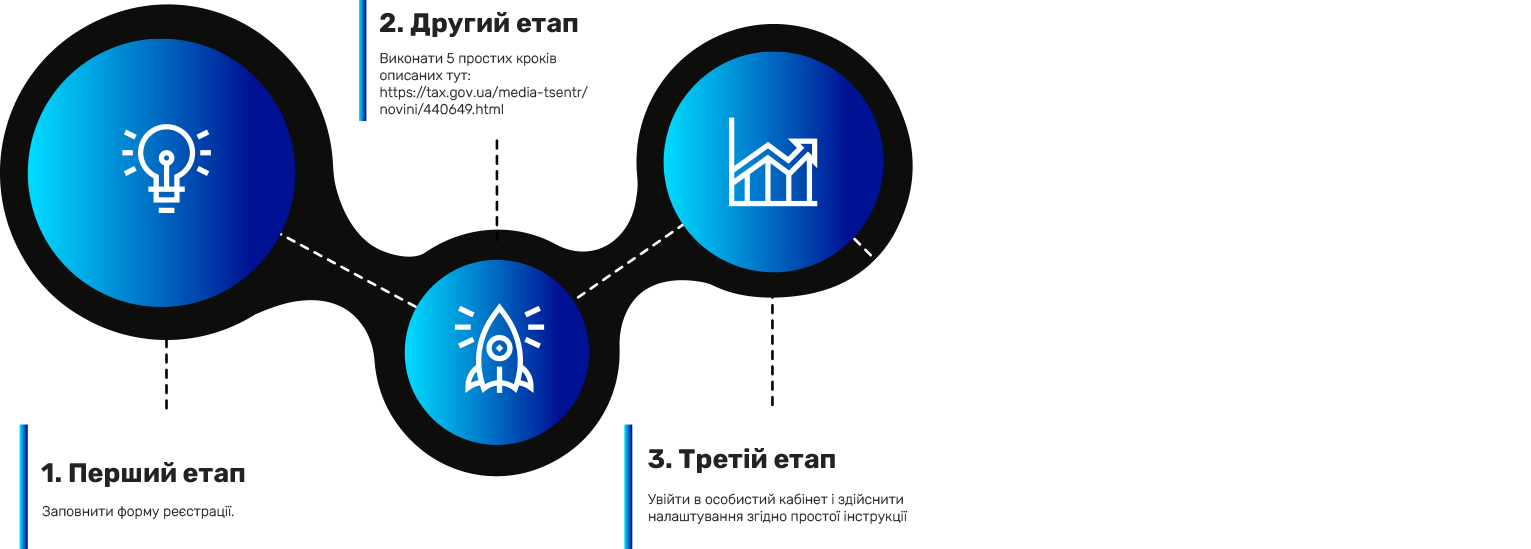 2. Другий етап
Виконати 5 простих кроків
описаних тут:
https://tax.gov.ua/media-tsentr/
novini/440649.html
1. Перший етап
Заповнити форму реєстрації.
3. Третій етап
Увійти в особистий кабінет і здійснити
налаштування згідно простої інструкції